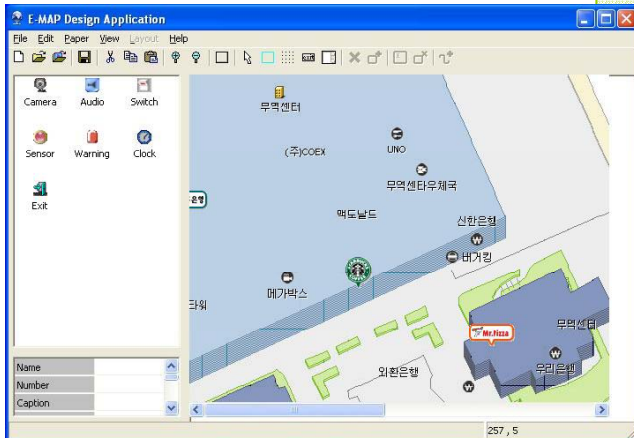 E-MAP Design Application
File Edit Paper View Layout Help
Camera Audio Switch
Sensor Warning Clock
Exit
무역센터
(주)COEX
UNO
무역센타우체국
은행
맥도날드
신한은행
버거킹
메가박스
타워
Mr.Pizza
무역센터
우리은행
외환은행
Name
Number
Caption
257 , 5